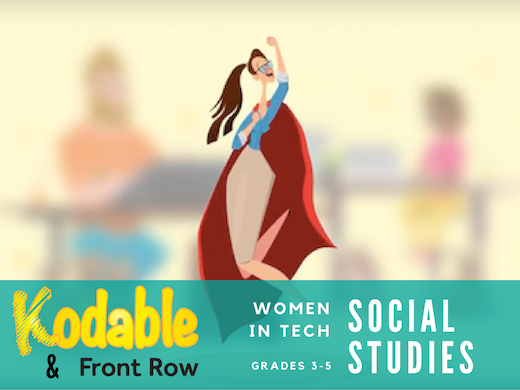 Kodable
& Front Row
WOMEN
IN TECH
GRADES 3-5
SOCIAL
STUDIES